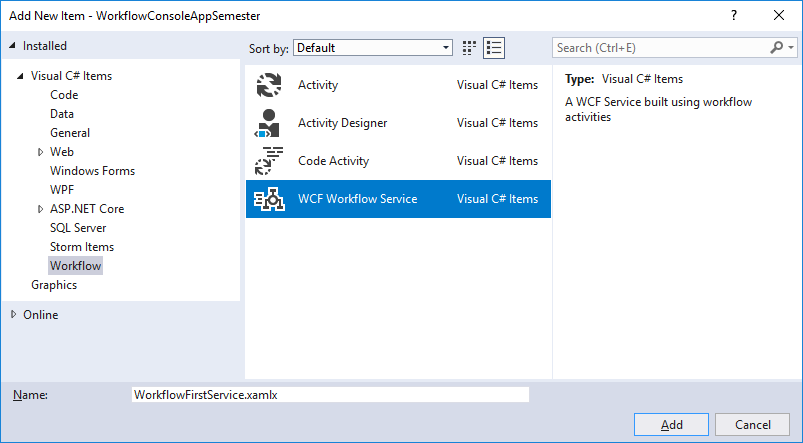 Add New Item - WorkflowConsoleAppSemester
Installed
Sort by: Default
Search (Ctrl+E)
Visual C# Items
Code
Data
General
Web
Windows Forms
WPF
ASP.NET Core
SQL Server
Storm Items
Workflow
Graphics
Online
Activity Visual C# Items
Activity Designer Visual C# Items
Code Activity Visual C# Items
WCF Workflow Service Visual C# Items
Type: Visual C# Items
A WCF Service built using workflow
activities
Name: WorkflowFirstService.xamlx
Add Cancel